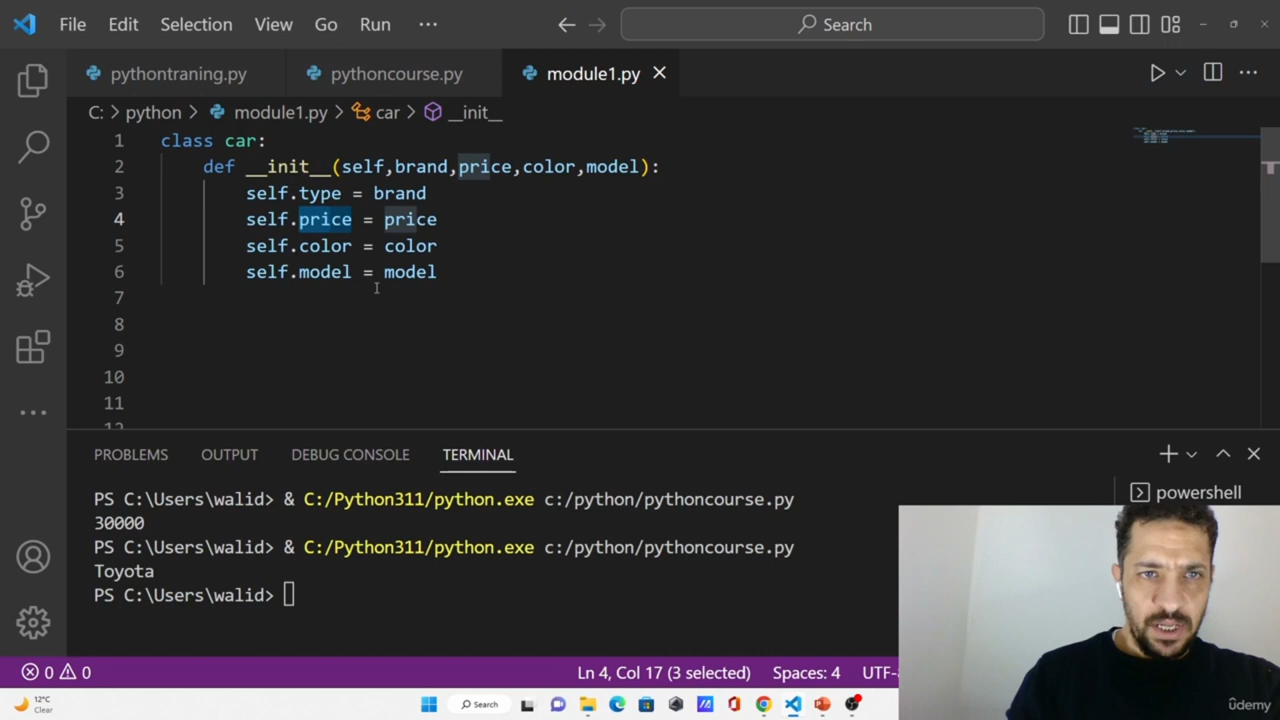 File Edit Selection View Go Run ··· Search
pythontraning.py pythoncourse.py module1.py
C: > python > module1.py > car > __init__
1 class car:
2 def __init__(self,brand,price,color,model):
3 self.type = brand
4 self.price = price
5 self.color = color
6 self.model = model
7
8
9
10
11
12
PROBLEMS OUTPUT DEBUG CONSOLE TERMINAL
powershell
PS C:\Users\walid> & C:/Python311/python.exe c:/python/pythoncourse.py
30000
PS C:\Users\walid> & C:/Python311/python.exe c:/python/pythoncourse.py
Toyota
PS C:\Users\walid>
0 0 Ln 4, Col 17 (3 selected) Spaces: 4 UTF-8
12°C
Clear
Search
udemy